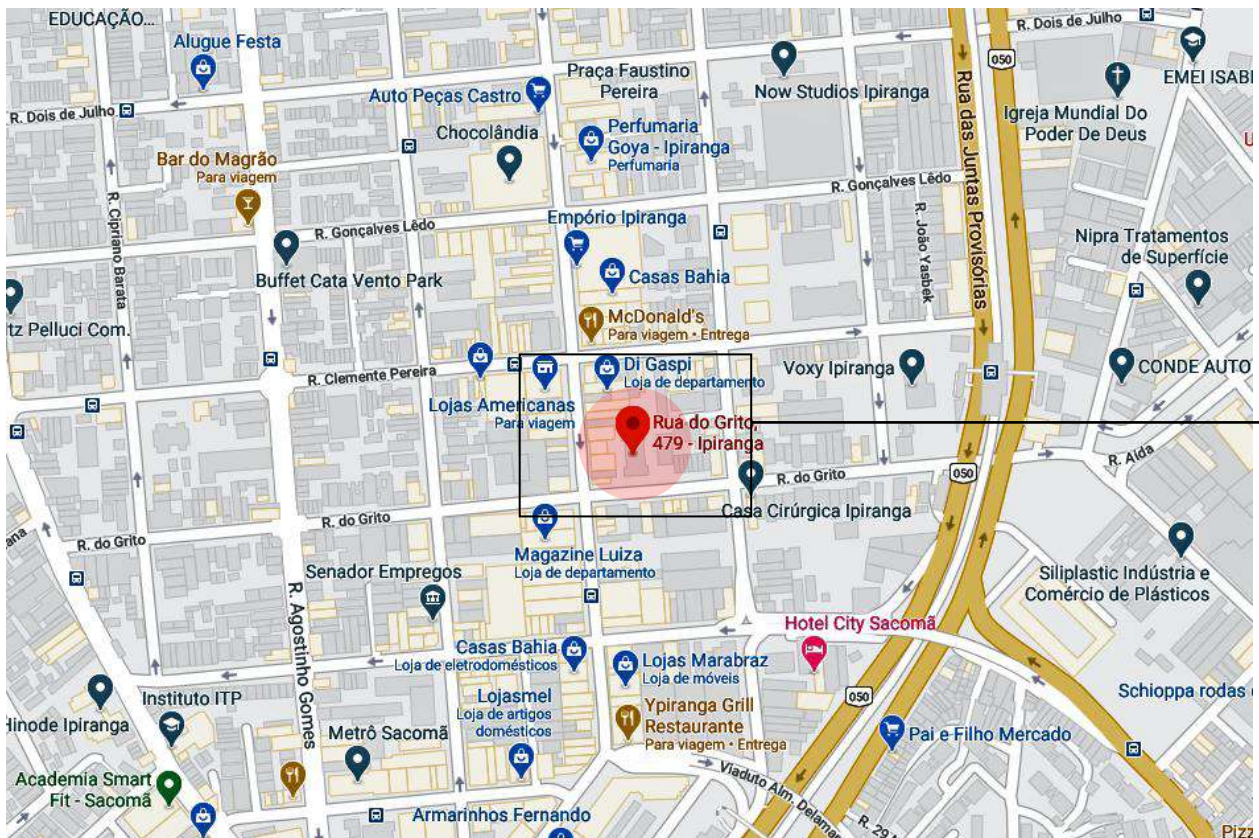 EDUCAÇÃO...
Alugue Festa
R. Dois de Julho
Praça Faustino
Pereira
Now Studios Ipiranga
Rua das Juntas Provisórias
050
EMEI ISABE
Igreja Mundial Do
Poder De Deus
R. Dois de Julho
Auto Peças Castro
Chocolândia
Perfumaria
Goya - Ipiranga
Perfumaria
Bar do Magrão
Para viagem
R. Cipriano Barata
R. Gonçalves Lêdo
R. Gonçalves Lêdo
R. João Yasbek
Empório Ipiranga
Nipra Tratamentos
de Superfície
Buffet Cata Vento Park
Casas Bahia
tz Pelluci Com.
McDonald's
Para viagem • Entrega
R. Clemente Pereira
Di Gaspi
Loja de departamento
Voxy Ipiranga
CONDE AUTO
Lojas Americanas
Para viagem
Rua do Grito,
479 - Ipiranga
R. Aida
R. do Grito
050
Casa Cirúrgica Ipiranga
R. do Grito
R. do Grito
ana
Magazine Luiza
Loja de departamento
Senador Empregos
R. Agostinho Gomes
Siliplastic Indústria e
Comércio de Plásticos
Hotel City Sacomã
Casas Bahia
Loja de eletrodomésticos
Lojas Marabraz
Loja de móveis
050
Schioppa rodas
Instituto ITP
Hinode Ipiranga
Lojasmel
Loja de artigos
domésticos
Ypiranga Grill
Restaurante
Para viagem • Entrega
Metrô Sacomã
Pai e Filho Mercado
Academia Smart
Fit - Sacomã
Viaduto Alm. Delamar
Armarinhos Fernando
R. 29 M
Pizz